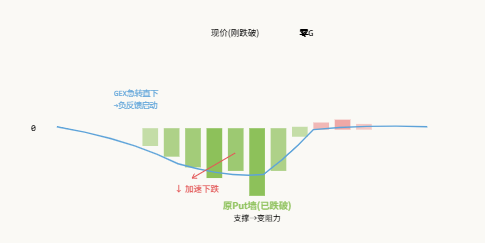 现价(刚跌破)
零G
GEX急转直下
→负反馈启动
0
↓ 加速下跌
原Put墙(已跌破)
支撑→变阻力